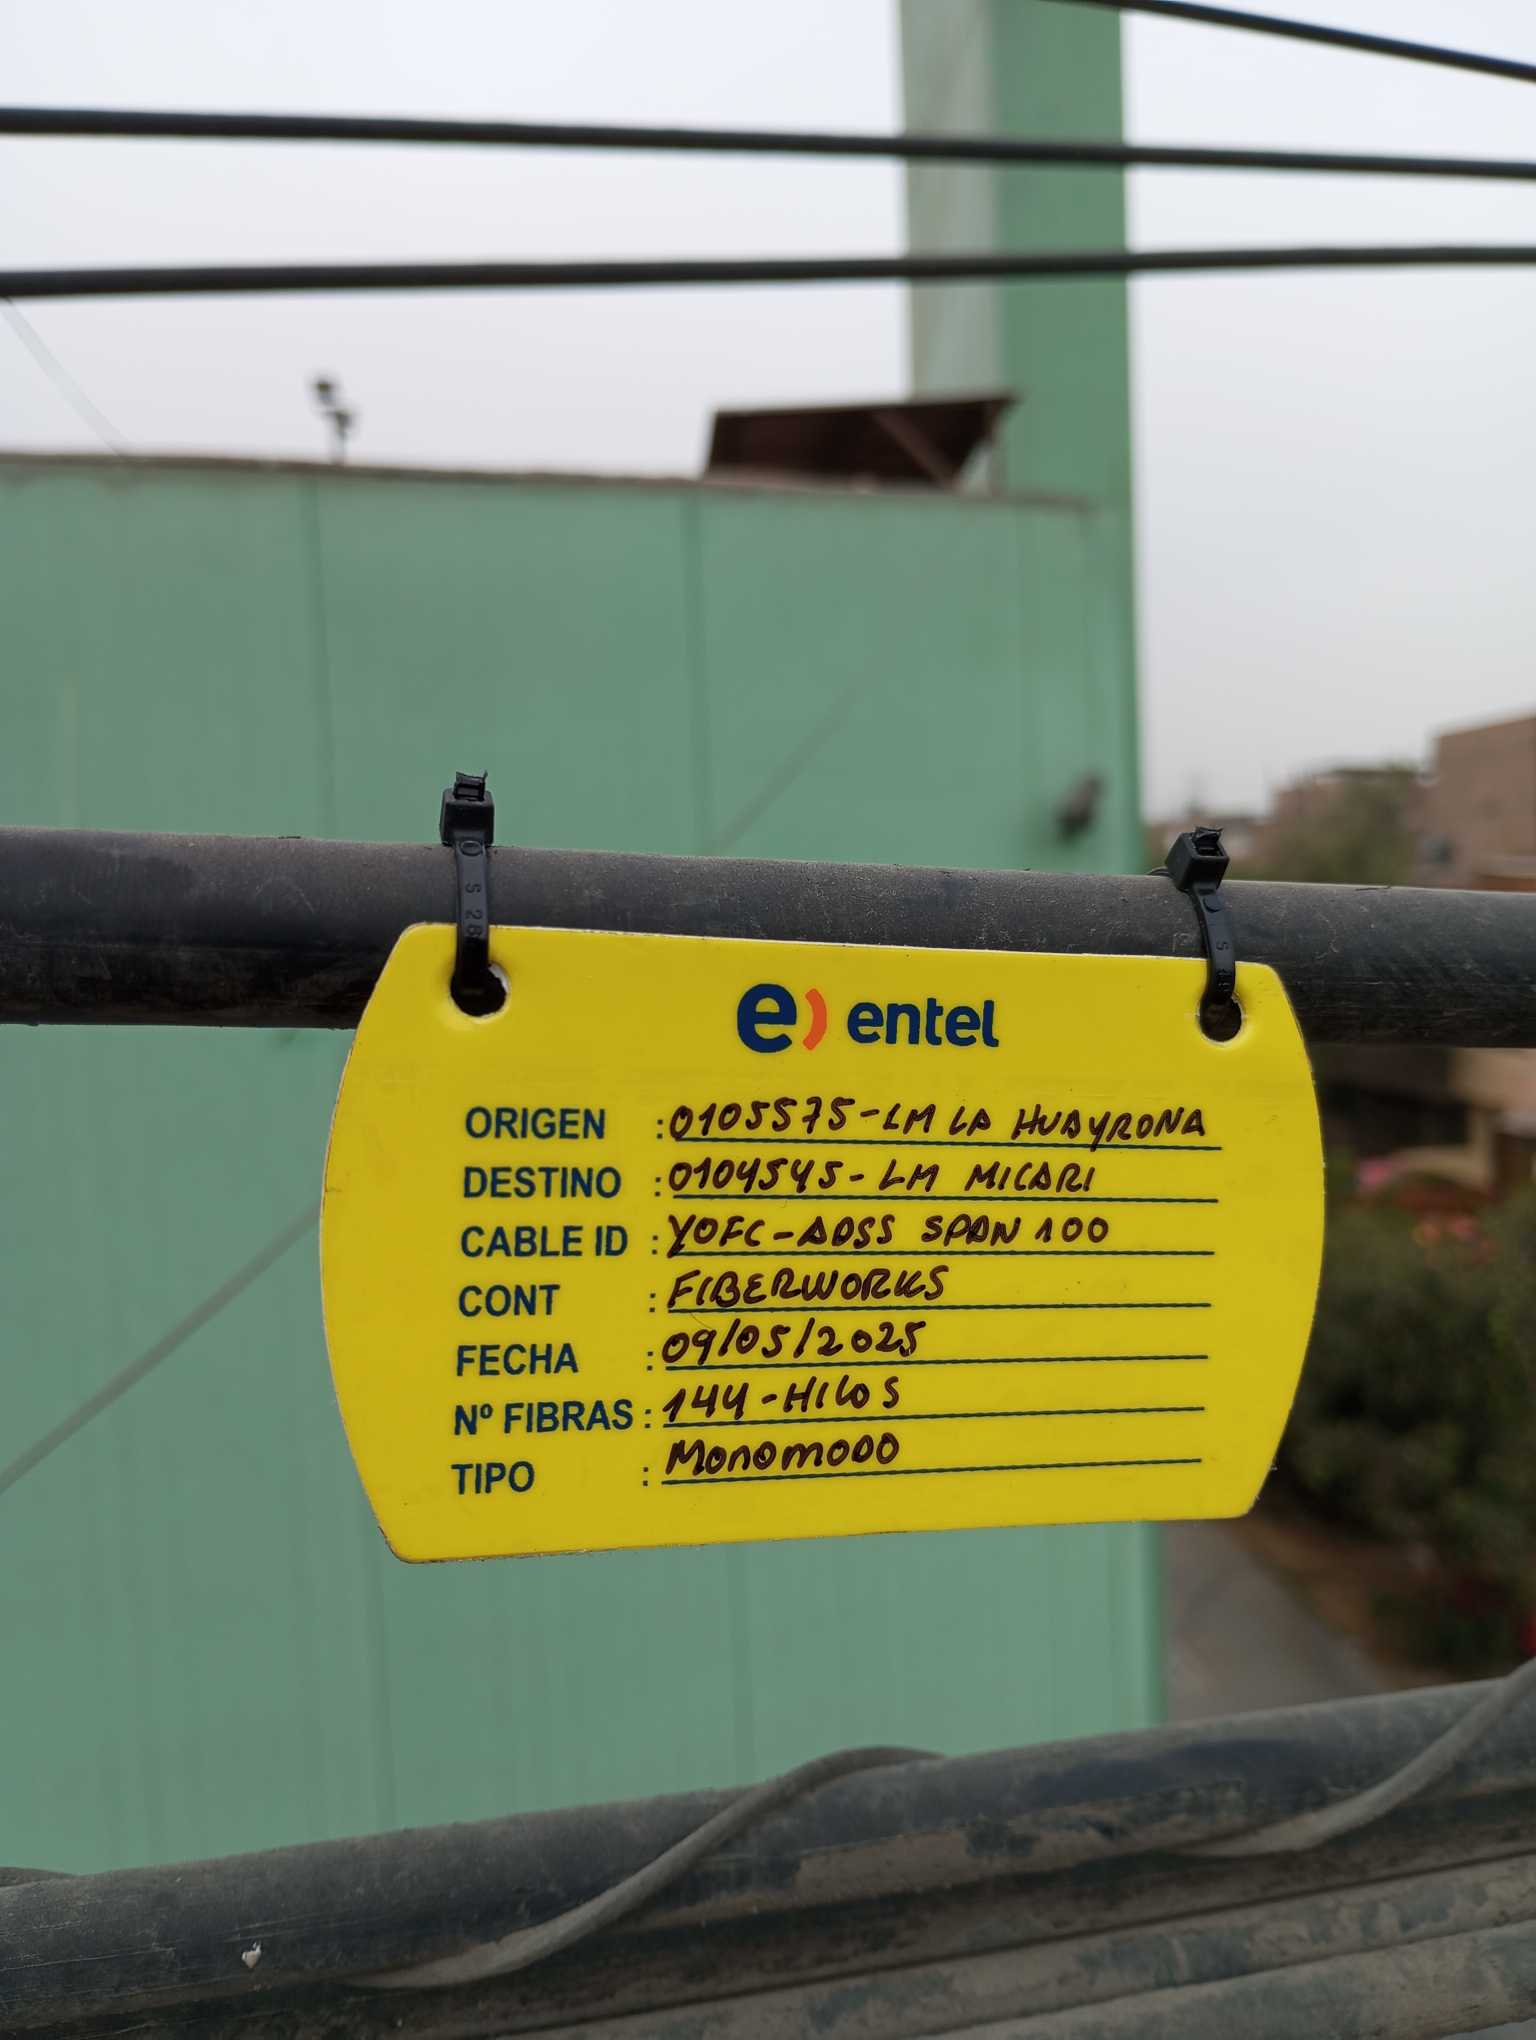 e) entel
ORIGEN : 0105575-LM LA HUAYRONA
DESTINO : 0104545-LM MICARI
CABLE ID : YOFC-ADSS SPAN 100
CONT : FIBERWORKS
FECHA : 09/05/2025
Nº FIBRAS : 144-HILOS
TIPO : MONOMODO